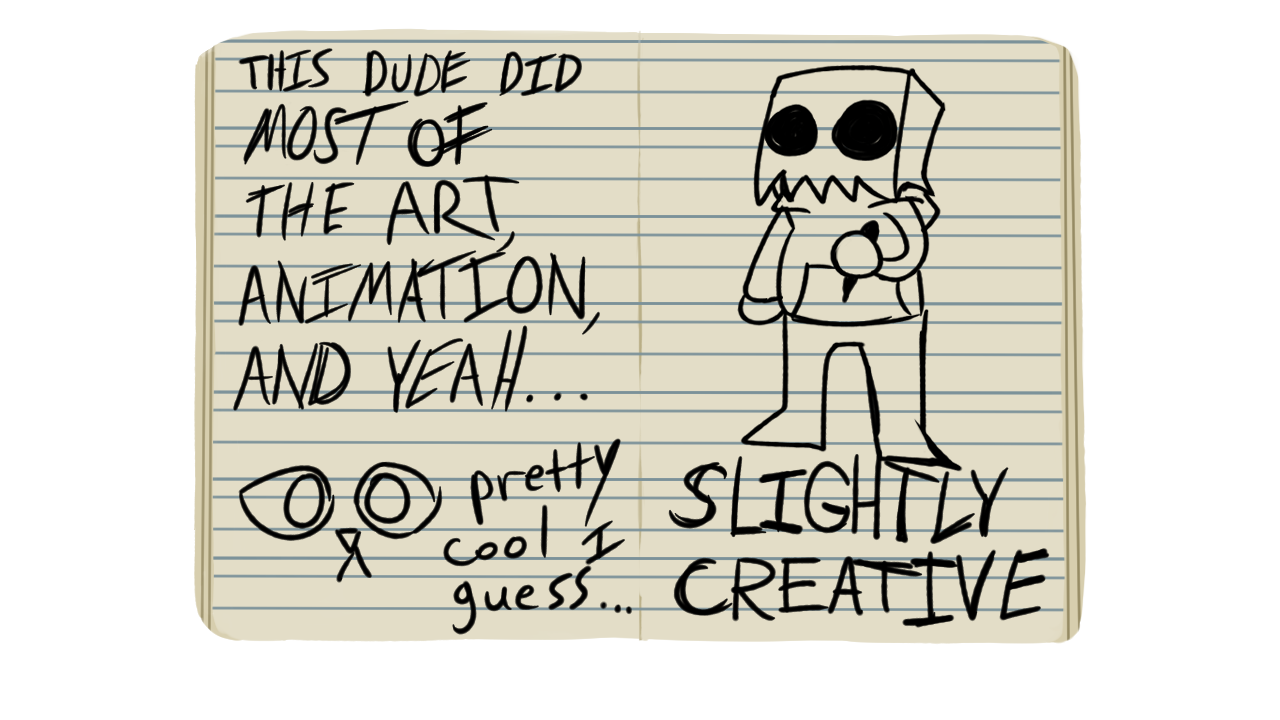 THIS DUDE DID
MOST OF
THE ART,
ANIMATION,
AND YEAH...
pretty
cool I
guess...
SLIGHTLY
CREATIVE